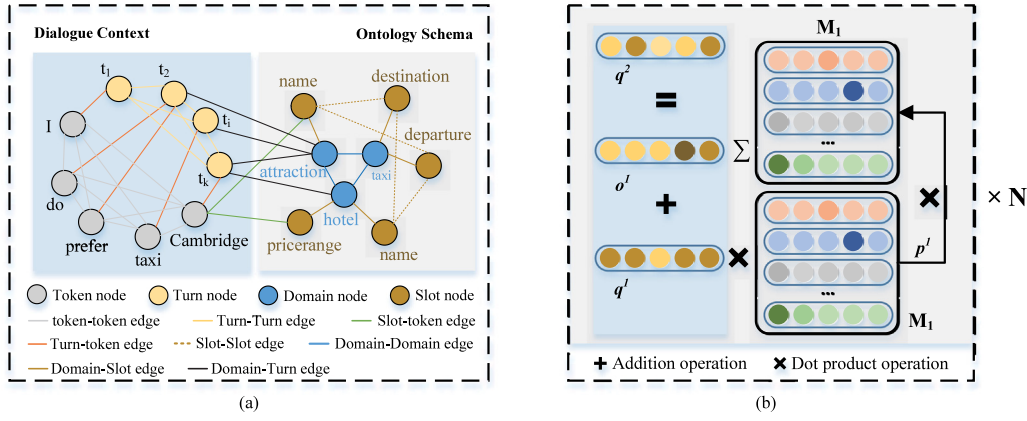 Dialogue Context
Ontology Schema
t1
t2
ti
tk
I
do
prefer
taxi
Cambridge
name
destination
departure
attraction
taxi
hotel
pricerange
name
Token node
Turn node
Domain node
Slot node
token-token edge
Turn-Turn edge
Slot-token edge
Turn-token edge
Slot-Slot edge
Domain-Domain edge
Domain-Slot edge
Domain-Turn edge
(a)
M1
q²
=
o¹
∑
...
+
q¹
×
...
M1
×
p¹
× N
+ Addition operation
× Dot product operation
(b)